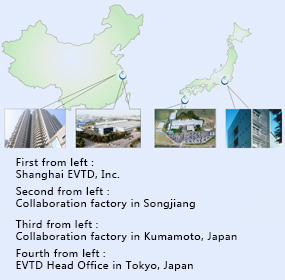 First from left :
Shanghai EVTD, Inc.
Second from left :
Collaboration factory in Songjiang
Third from left :
Collaboration factory in Kumamoto, Japan
Fourth from left :
EVTD Head Office in Tokyo, Japan